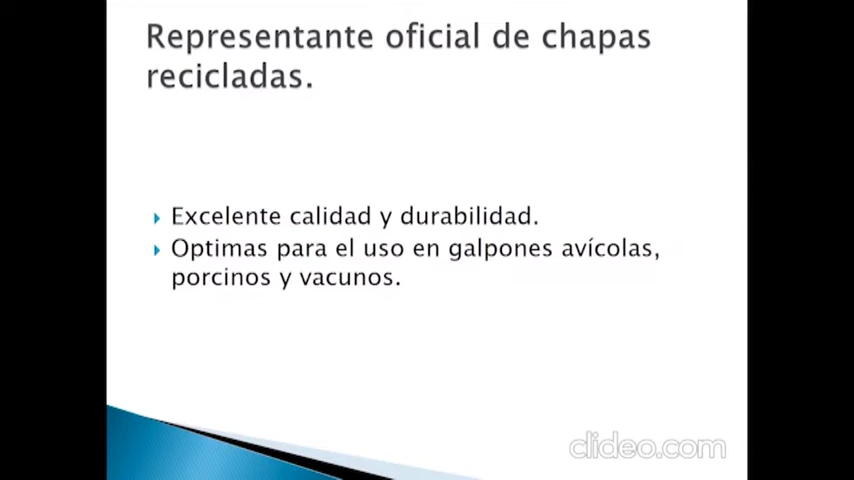 Representante oficial de chapas
recicladas.
Excelente calidad y durabilidad.
Optimas para el uso en galpones avícolas,
porcinos y vacunos.
clideo.com